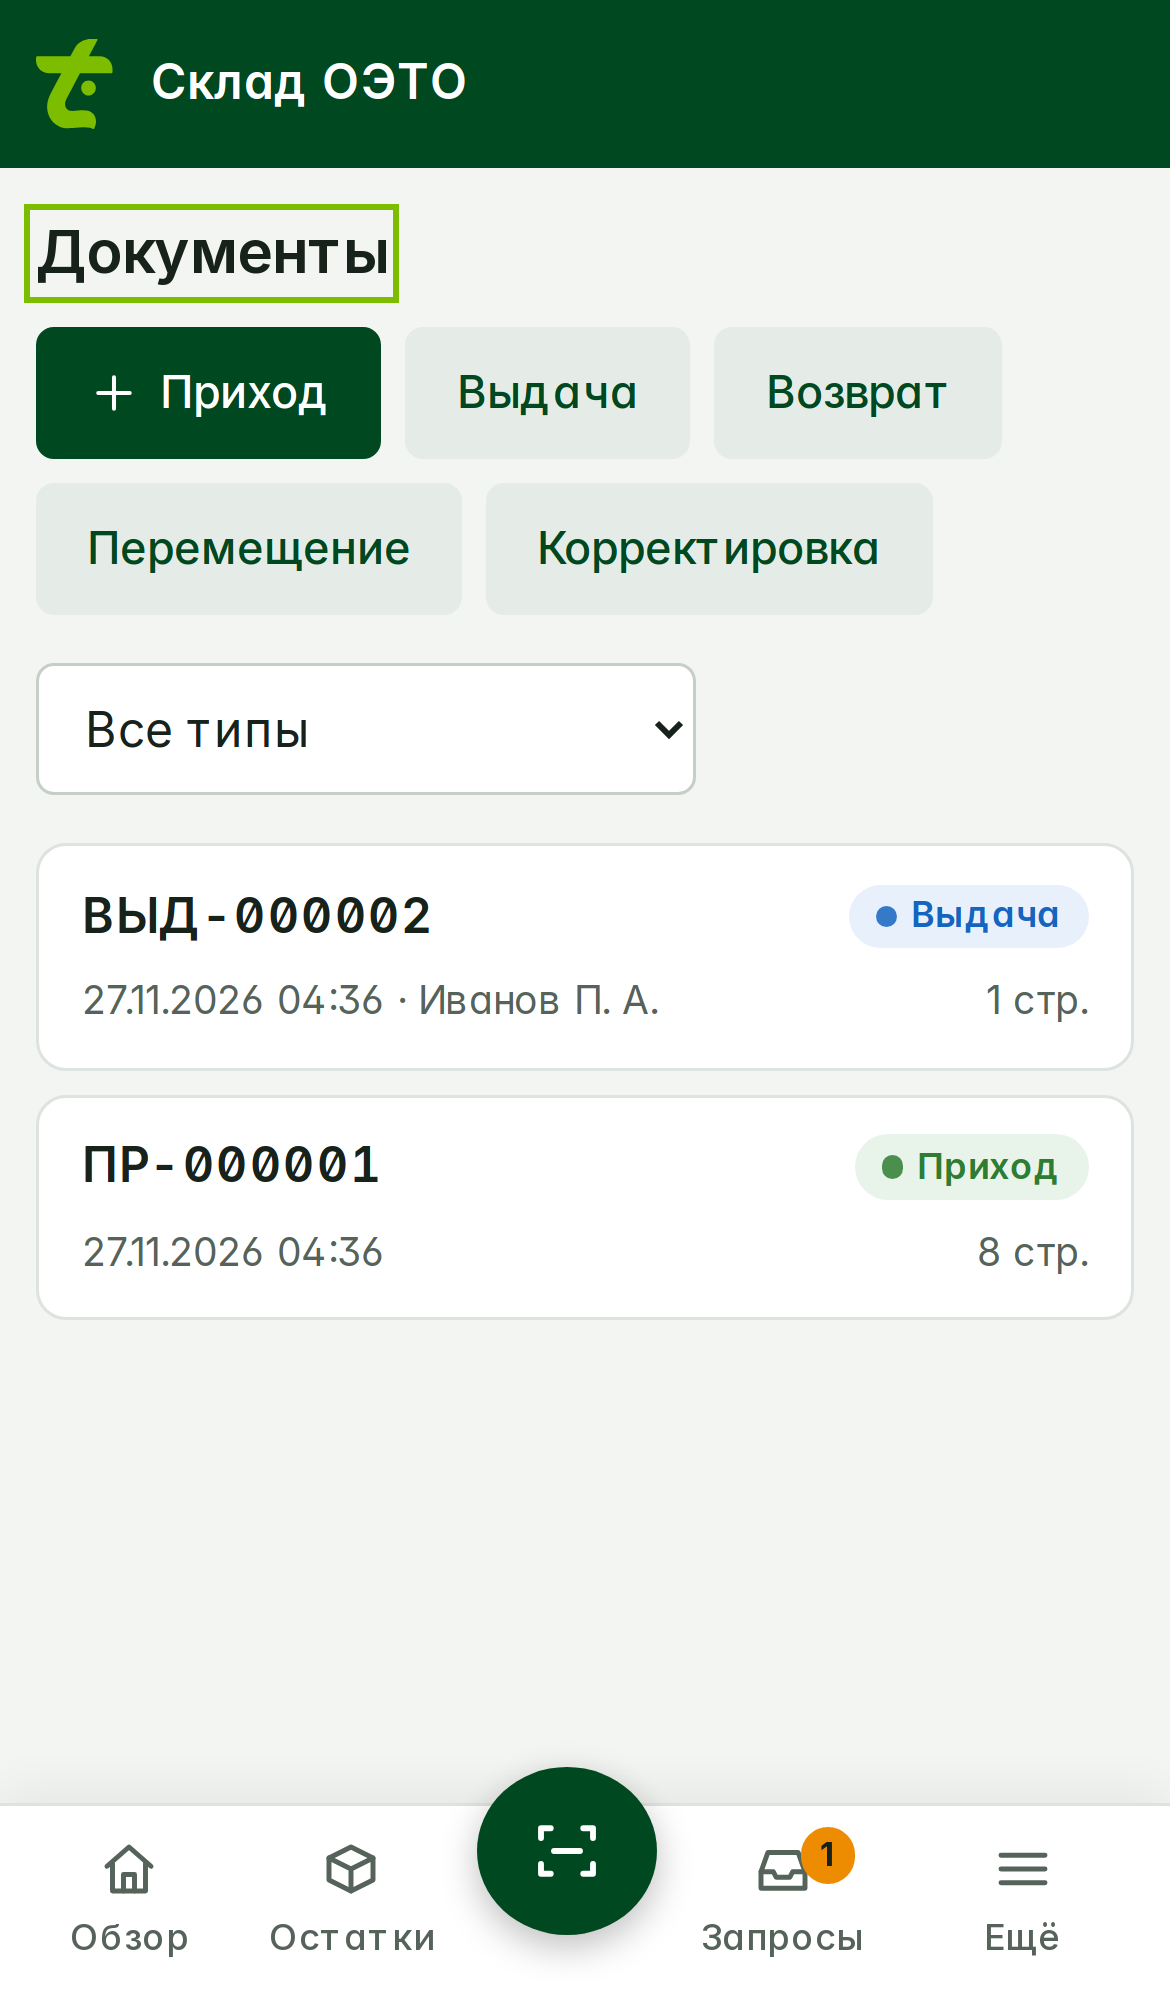 Склад ОЭТО
Документы
Приход
Выдача
Возврат
Перемещение
Корректировка
Все типы
ВЫД-000002
Выдача
27.11.2026 04:36 · Иванов П. А.
1 стр.
ПР-000001
Приход
27.11.2026 04:36
8 стр.
1
Обзор
Остатки
Запросы
Ещё